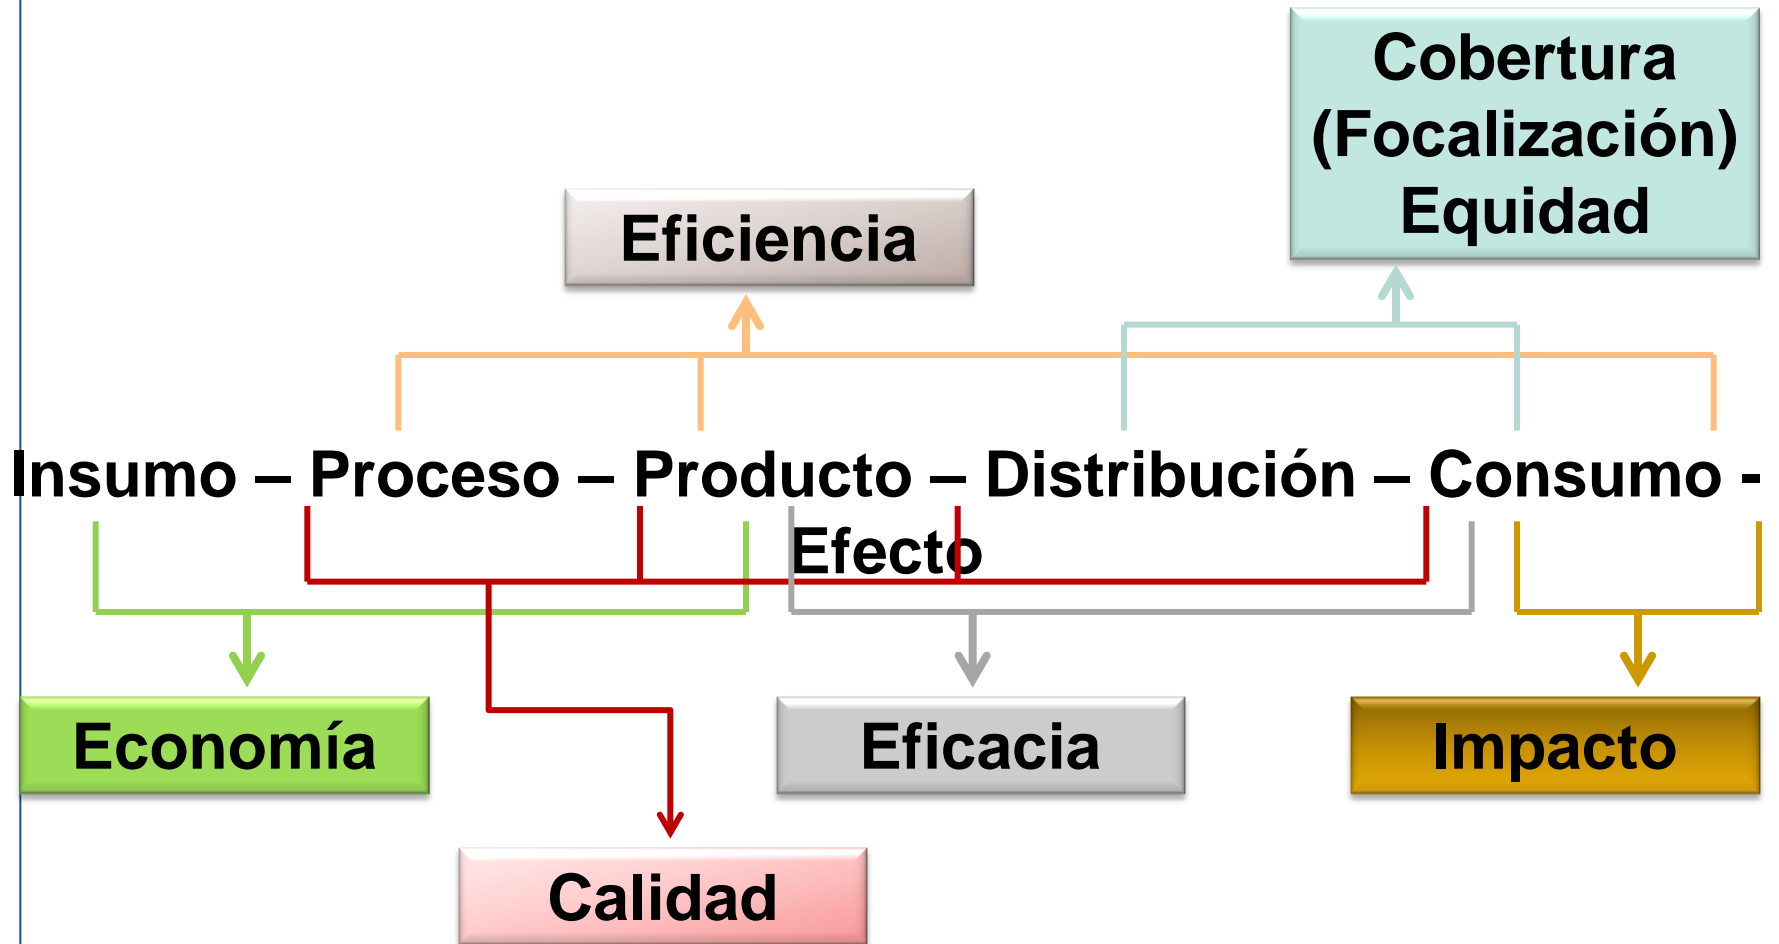 Cobertura
(Focalización)
Equidad
Eficiencia
Insumo – Proceso – Producto – Distribución – Consumo -
Efecto
Economía
Eficacia
Impacto
Calidad